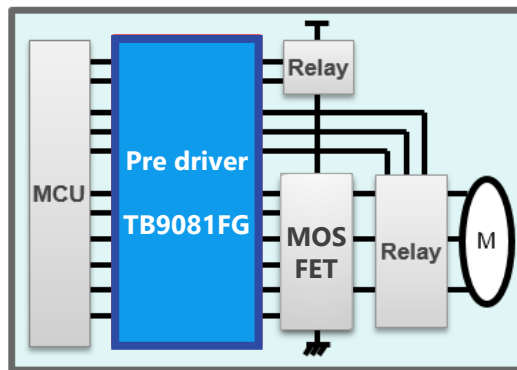 Relay
Pre driver
TB9081FG
MCU
MOS
FET
Relay
M